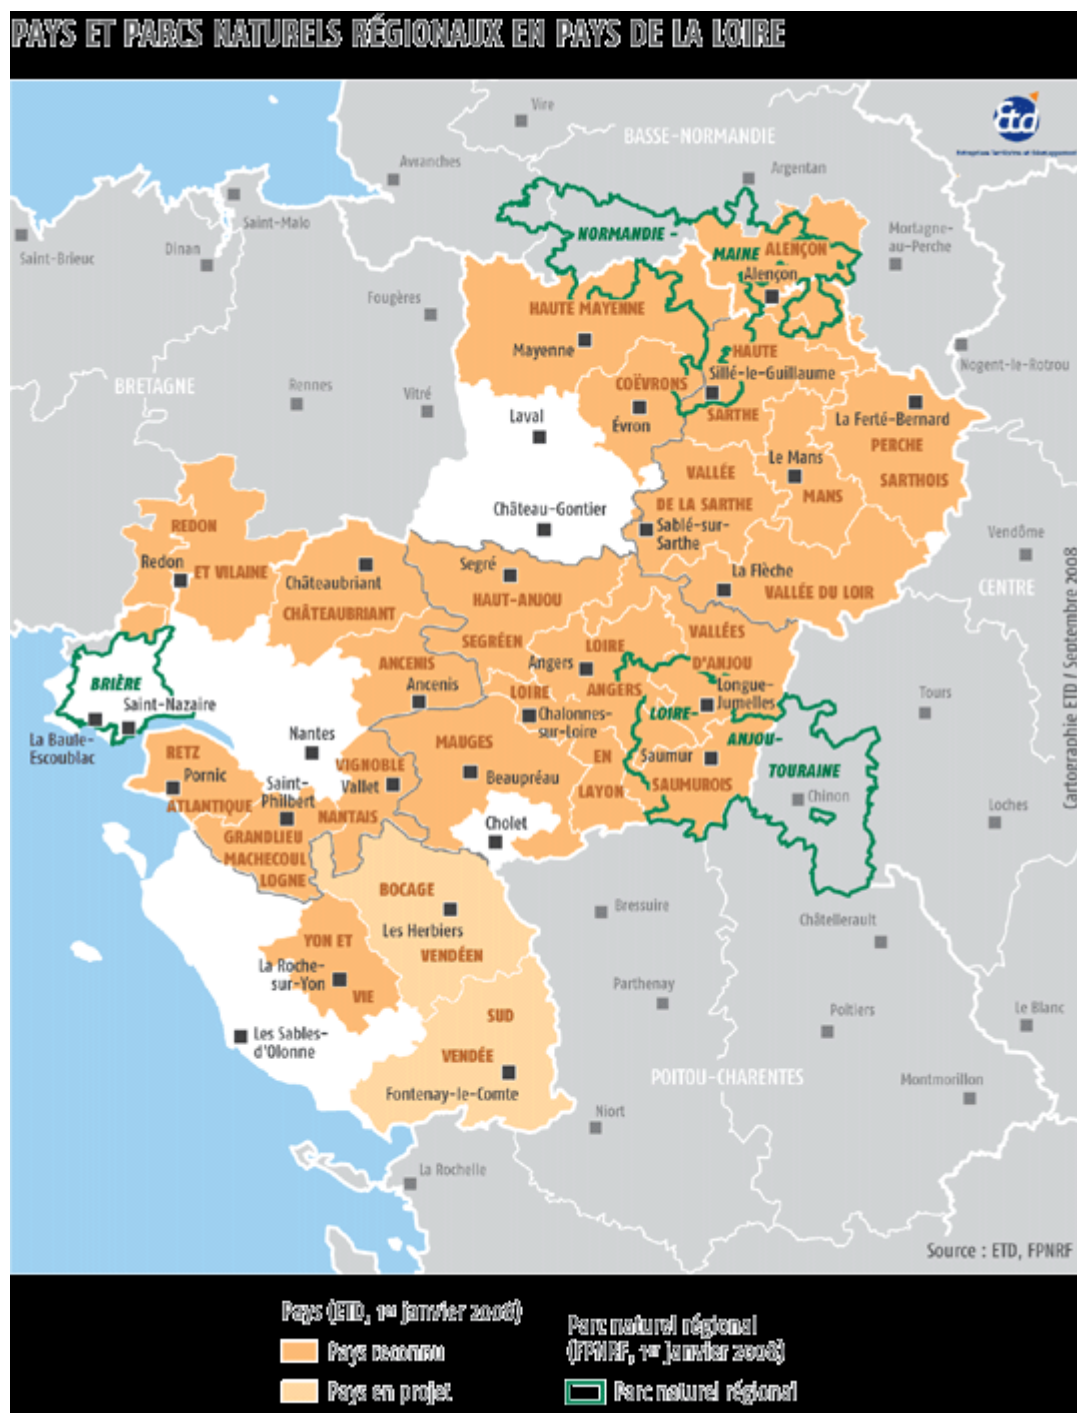 PAYS ET PARCS NATURELS RÉGIONAUX EN PAYS DE LA LOIRE
Etd
Vire
BASSE-NORMANDIE
Avranches
Argentan
Saint-Malo
Saint-Brieuc
Dinan
NORMANDIE -
MAINE
ALENÇON
Alençon
Mortagne-
au-Perche
Fougères
HAUTE MAYENNE
Mayenne
HAUTE
Sillé-le-Guillaume
SARTHE
Nogent-le-Rotrou
BRETAGNE
Rennes
Vitré
COËVRONS
Évron
Laval
La Ferté-Bernard
PERCHE
SARTHOIS
Le Mans
MANS
VALLÉE
DE LA SARTHE
Sablé-sur-
Sarthe
Château-Gontier
REDON
Redon
ET VILAINE
Châteaubriant
CHÂTEAUBRIANT
Segré
HAUT-ANJOU
SEGRÉEN
La Flèche
VALLÉE DU LOIR
Vendôme
CENTRE
VALLÉES
D'ANJOU
LOIRE
Angers
ANGERS
ANCENIS
Ancenis
LOIRE
Chalonnes-
sur-Loire
EN
LAYON
Longue-
Jumelles
LOIRE-
ANJOU-
TOURAINE
Saumur
SAUMUROIS
Chinon
Tours
Loches
BRIÈRE
Saint-Nazaire
La Baule-
Escoublac
Nantes
RETZ
Pornic
ATLANTIQUE
Saint-
Philbert
VIGNOBLE
Vallet
NANTAIS
MAUGES
Beaupréau
Cholet
GRANDLIEU
MACHECOUL
LOGNE
BOCAGE
Les Herbiers
VENDÉEN
Bressuire
Châtellerault
YON ET
La Roche-
sur-Yon
VIE
Parthenay
Poitiers
Le Blanc
Les Sables-
d'Olonne
SUD
VENDÉE
Fontenay-le-Comte
POITOU-CHARENTES
Montmorillon
Niort
La Rochelle
Cartographie ETD / Septembre 2008
Source : ETD, FPNRF
Pays (ETD, 1er janvier 2008)
Pays reconnu
Pays en projet
Parc naturel régional
(FPNRF, 1er janvier 2008)
Parc naturel régional